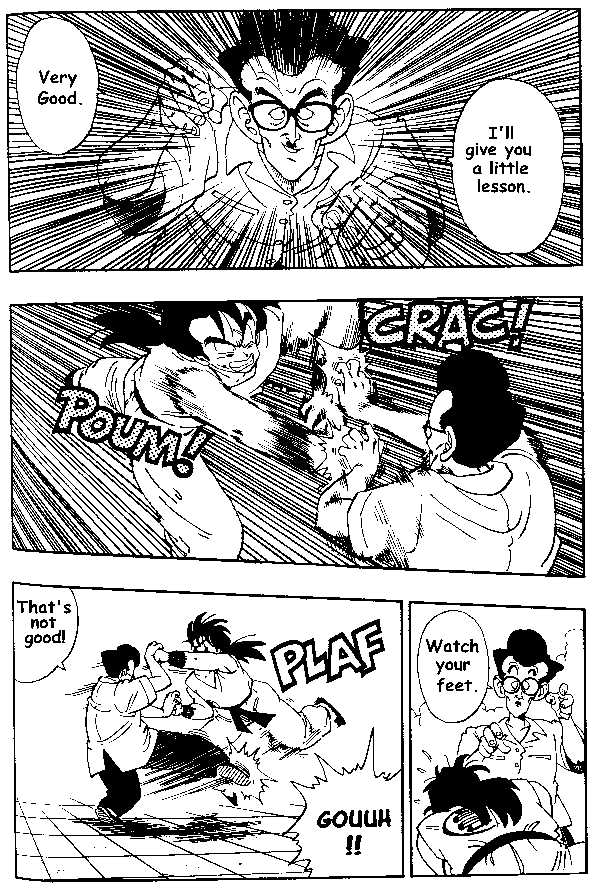 Very
Good.
I'll
give you
a little
lesson.
CRAC!
POUM!
That's
not
good!
PLAF
GOUUH
!!
Watch
your
feet.